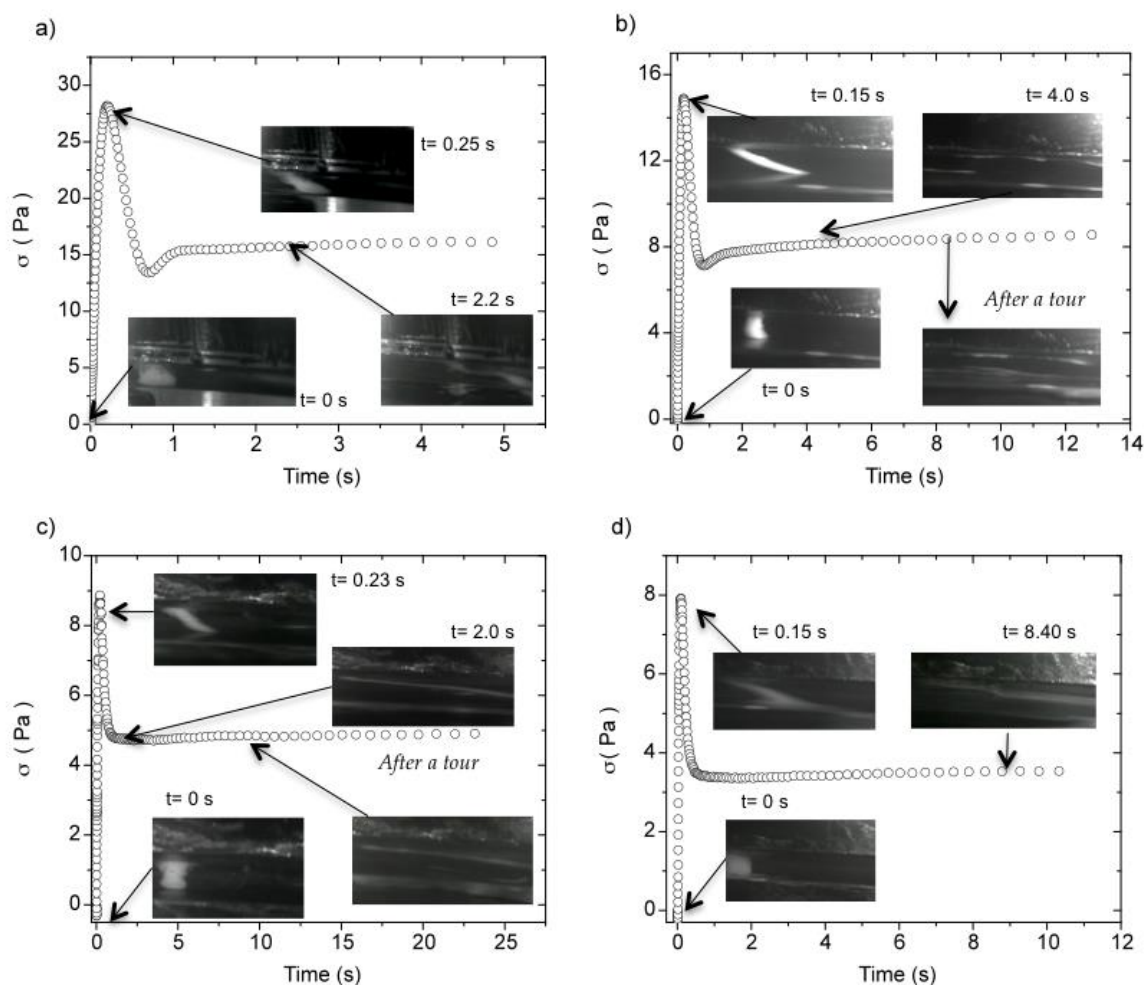 a)
σ (Pa)
30
25
20
15
10
5
0
t= 0.25 s
t= 2.2 s
t= 0 s
0 1 2 3 4 5
Time (s)
b)
σ (Pa)
16
12
8
4
0
t= 0.15 s
t= 4.0 s
After a tour
t= 0 s
0 2 4 6 8 10 12 14
Time (s)
c)
σ (Pa)
10
8
6
4
2
0
t= 0.23 s
t= 2.0 s
After a tour
t= 0 s
0 5 10 15 20 25
Time (s)
d)
σ (Pa)
8
6
4
2
0
t= 0.15 s
t= 8.40 s
t= 0 s
0 2 4 6 8 10 12
Time (s)